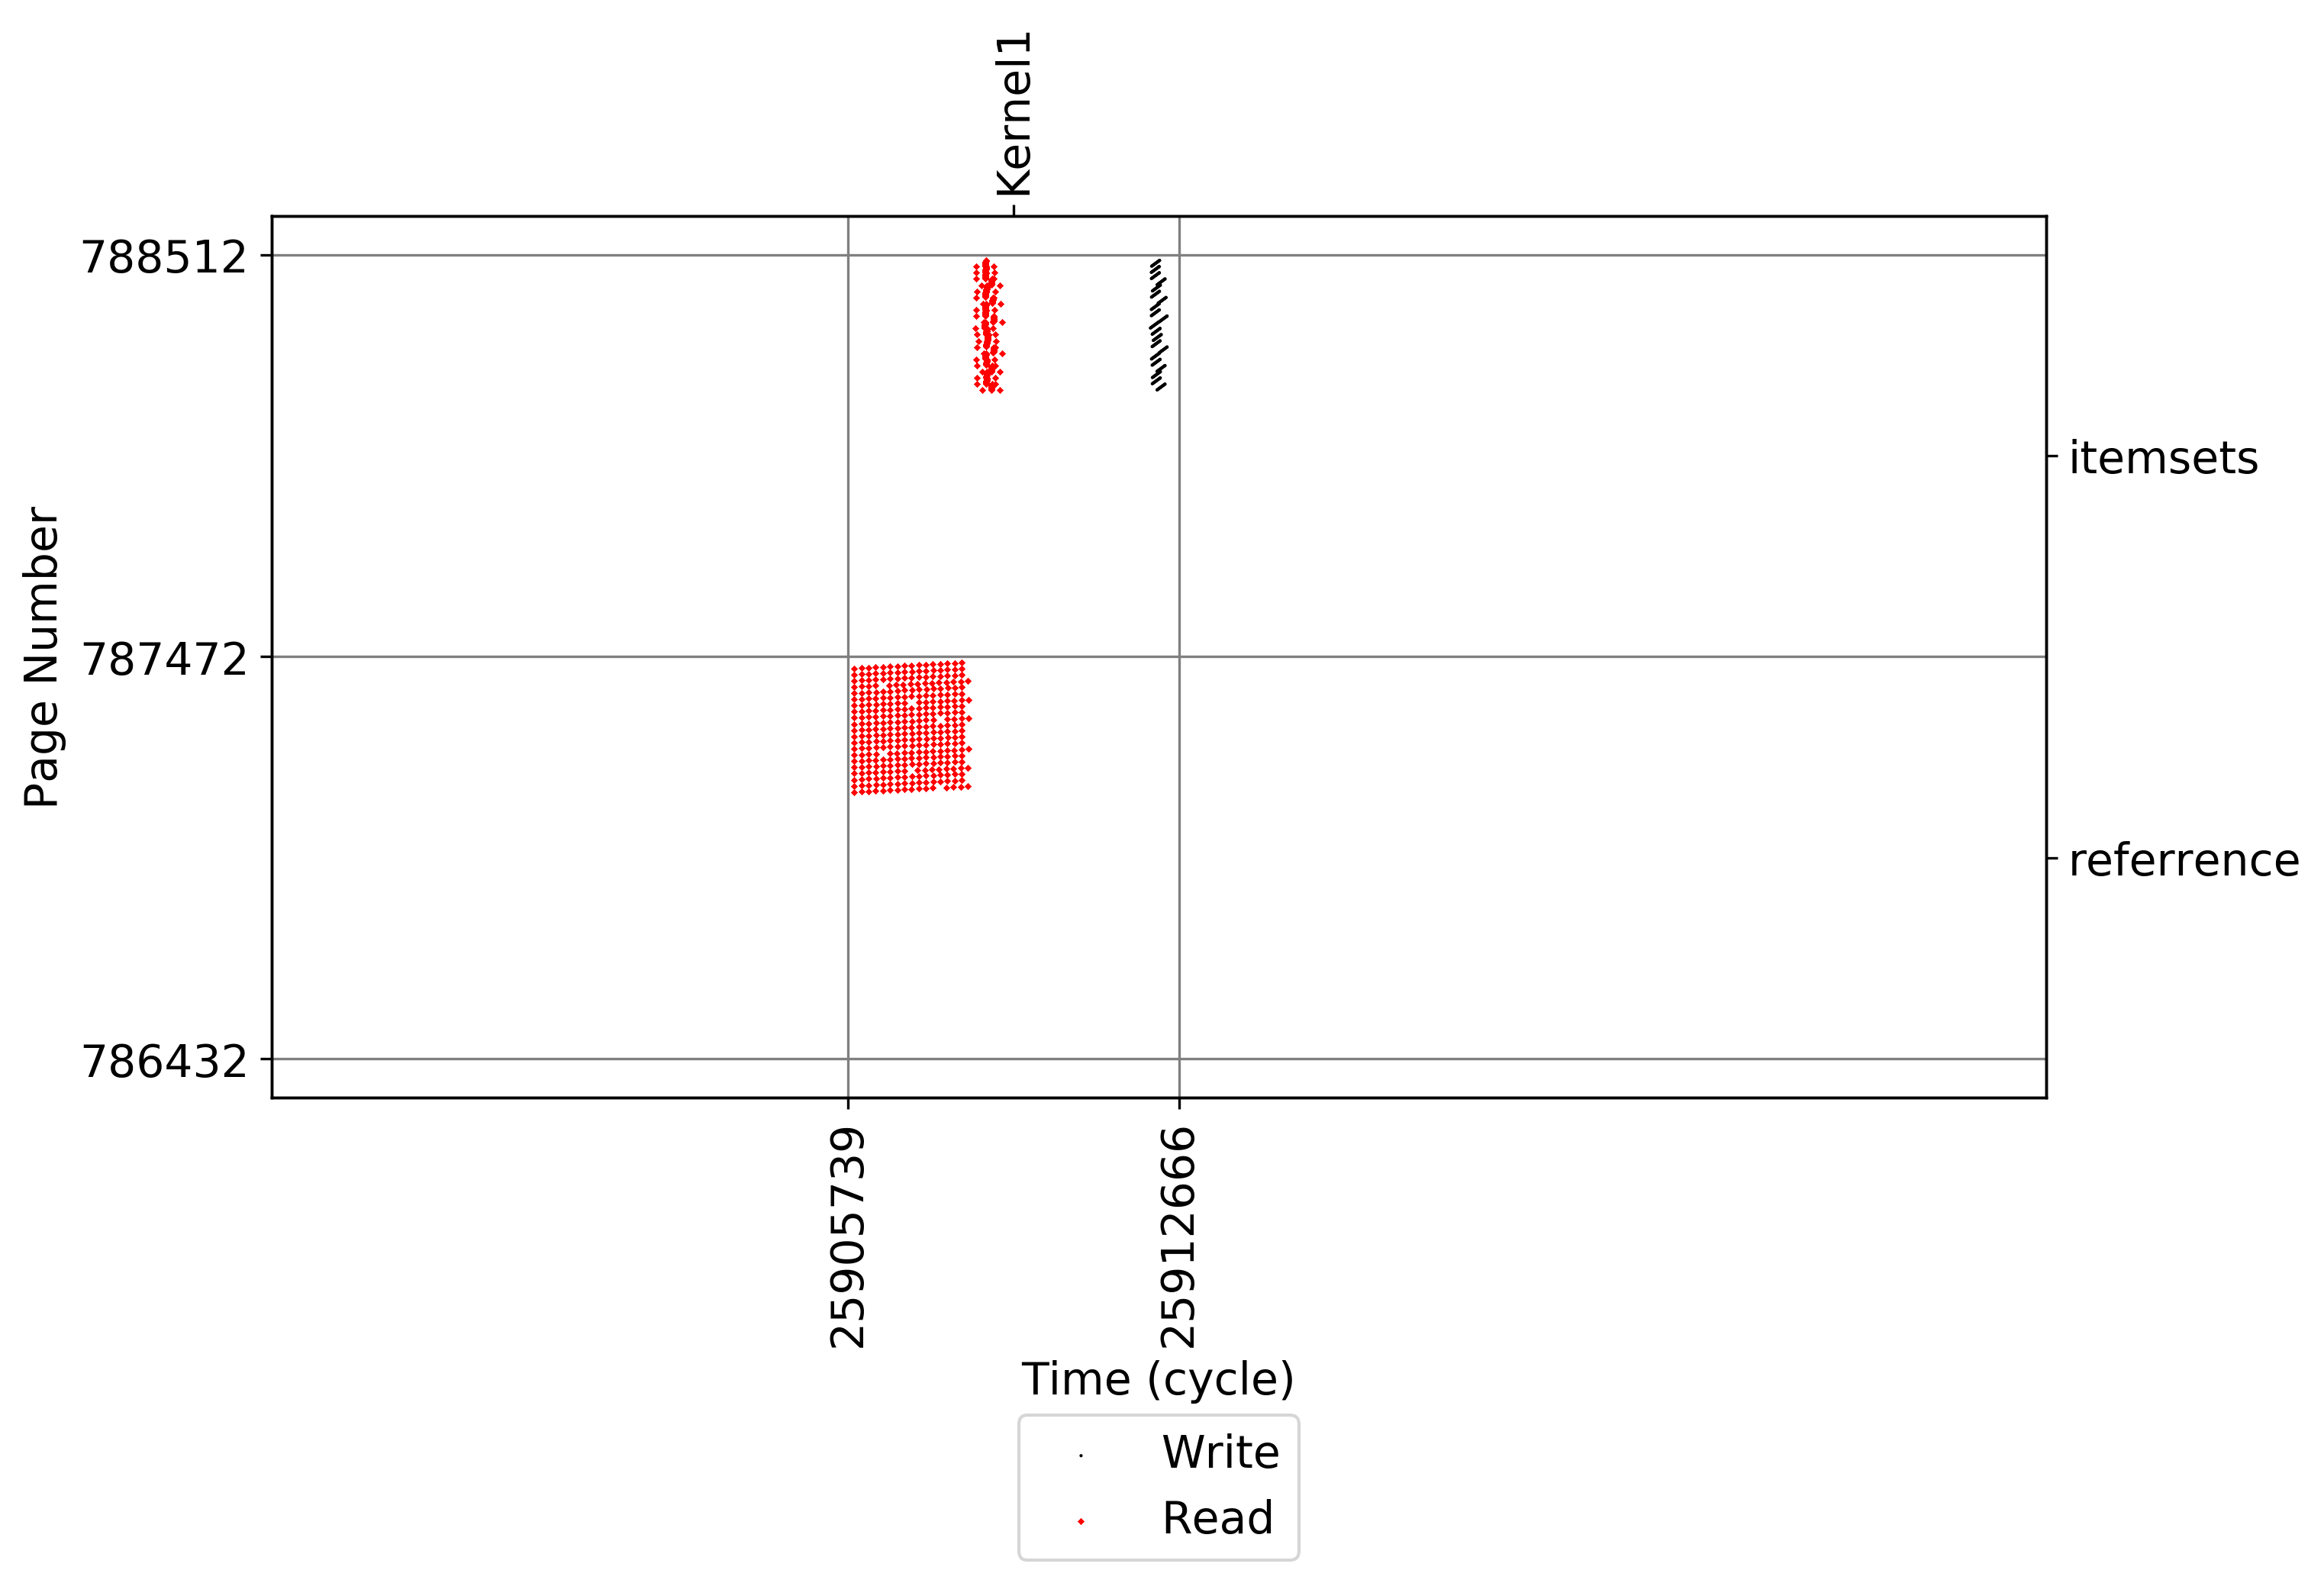 Kernel1
788512
itemsets
787472
Page Number
referrence
786432
25905739
25912666
Time (cycle)
Write
Read